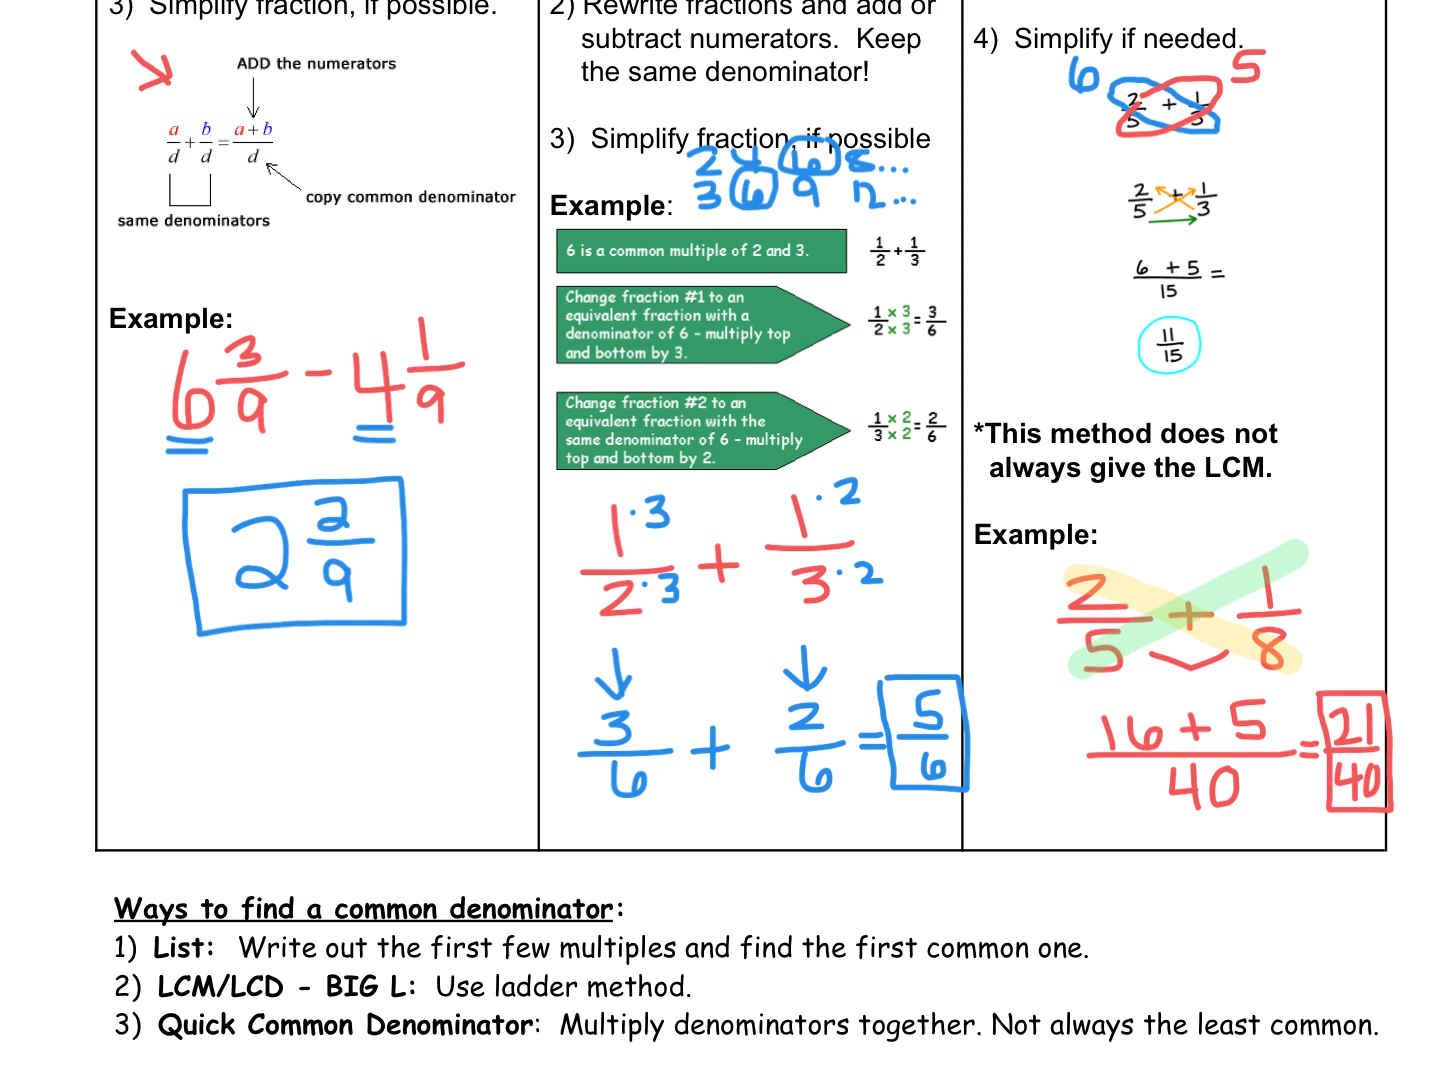 3) Simplify fraction, if possible.
ADD the numerators
a/d + b/d = a+b/d
copy common denominator
same denominators
Example:
6 3/9 - 4 1/9
2 2/9
2) Rewrite fractions and add or
subtract numerators. Keep
the same denominator!
3) Simplify fraction, if possible
2 4 6 8...
3 6 9 12...
Example:
6 is a common multiple of 2 and 3.
1/2 + 1/3
Change fraction #1 to an
equivalent fraction with a
denominator of 6 - multiply top
and bottom by 3.
1 x 3/2 x 3 = 3/6
Change fraction #2 to an
equivalent fraction with the
same denominator of 6 - multiply
top and bottom by 2.
1 x 2/3 x 2 = 2/6
1·3/2·3 + 1·2/3·2
3/6 + 2/6 = 5/6
4) Simplify if needed.
6 5
2/5 + 1/3
2/5 + 1/3
6 + 5/15 =
11/15
*This method does not
always give the LCM.
Example:
2/5 + 1/8
16 + 5/40 = 21/40
Ways to find a common denominator:
1) List: Write out the first few multiples and find the first common one.
2) LCM/LCD - BIG L: Use ladder method.
3) Quick Common Denominator: Multiply denominators together. Not always the least common.